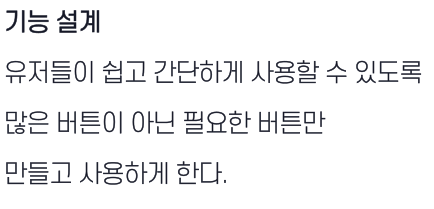 기능 설계
유저들이 쉽고 간단하게 사용할 수 있도록
많은 버튼이 아닌 필요한 버튼만
만들고 사용하게 한다.